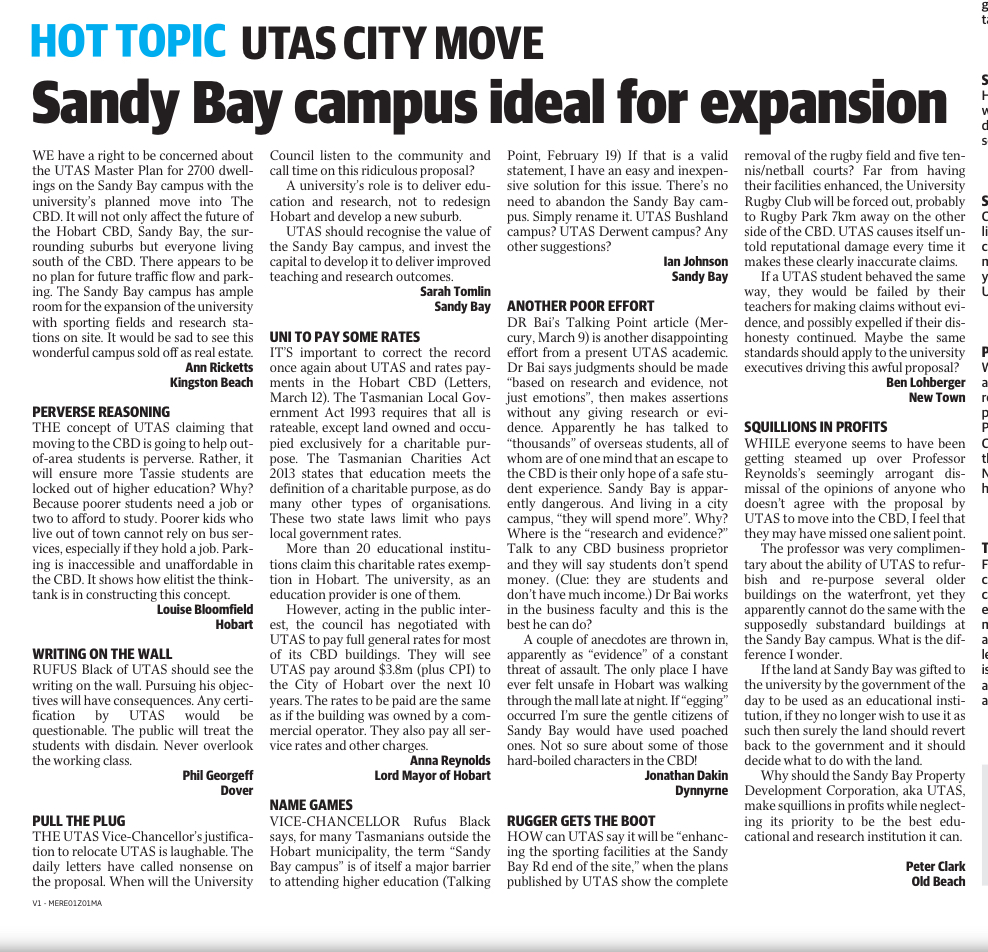 HOT TOPIC UTAS CITY MOVE
Sandy Bay campus ideal for expansion
WE have a right to be concerned about
the UTAS Master Plan for 2700 dwell-
ings on the Sandy Bay campus with the
university's planned move into The
CBD. It will not only affect the future of
the Hobart CBD, Sandy Bay, the sur-
rounding suburbs but everyone living
south of the CBD. There appears to be
no plan for future traffic flow and park-
ing. The Sandy Bay campus has ample
room for the expansion of the university
with sporting fields and research sta-
tions on site. It would be sad to see this
wonderful campus sold off as real estate.
Ann Ricketts
Kingston Beach
PERVERSE REASONING
THE concept of UTAS claiming that
moving to the CBD is going to help out-
of-area students is perverse. Rather, it
will ensure more Tassie students are
locked out of higher education? Why?
Because poorer students need a job or
two to afford to study. Poorer kids who
live out of town cannot rely on bus ser-
vices, especially if they hold a job. Park-
ing is inaccessible and unaffordable in
the CBD. It shows how elitist the think-
tank is in constructing this concept.
Louise Bloomfield
Hobart
WRITING ON THE WALL
RUFUS Black of UTAS should see the
writing on the wall. Pursuing his objec-
tives will have consequences. Any certi-
fication by UTAS would be
questionable. The public will treat the
students with disdain. Never overlook
the working class.
Phil Georgeff
Dover
PULL THE PLUG
THE UTAS Vice-Chancellor's justifica-
tion to relocate UTAS is laughable. The
daily letters have called nonsense on
the proposal. When will the University
Council listen to the community and
call time on this ridiculous proposal?
A university's role is to deliver edu-
cation and research, not to redesign
Hobart and develop a new suburb.
UTAS should recognise the value of
the Sandy Bay campus, and invest the
capital to develop it to deliver improved
teaching and research outcomes.
Sarah Tomlin
Sandy Bay
UNI TO PAY SOME RATES
IT'S important to correct the record
once again about UTAS and rates pay-
ments in the Hobart CBD (Letters,
March 12). The Tasmanian Local Gov-
ernment Act 1993 requires that all is
rateable, except land owned and occu-
pied exclusively for a charitable pur-
pose. The Tasmanian Charities Act
2013 states that education meets the
definition of a charitable purpose, as do
many other types of organisations.
These two state laws limit who pays
local government rates.
More than 20 educational institu-
tions claim this charitable rates exemp-
tion in Hobart. The university, as an
education provider is one of them.
However, acting in the public inter-
est, the council has negotiated with
UTAS to pay full general rates for most
of its CBD buildings. They will see
UTAS pay around $3.8m (plus CPI) to
the City of Hobart over the next 10
years. The rates to be paid are the same
as if the building was owned by a com-
mercial operator. They also pay all ser-
vice rates and other charges.
Anna Reynolds
Lord Mayor of Hobart
NAME GAMES
VICE-CHANCELLOR Rufus Black
says, for many Tasmanians outside the
Hobart municipality, the term "Sandy
Bay campus" is of itself a major barrier
to attending higher education (Talking
Point, February 19) If that is a valid
statement, I have an easy and inexpen-
sive solution for this issue. There's no
need to abandon the Sandy Bay cam-
pus. Simply rename it. UTAS Bushland
campus? UTAS Derwent campus? Any
other suggestions?
Ian Johnson
Sandy Bay
ANOTHER POOR EFFORT
DR Bai's Talking Point article (Mer-
cury, March 9) is another disappointing
effort from a present UTAS academic.
Dr Bai says judgments should be made
"based on research and evidence, not
just emotions", then makes assertions
without any giving research or evi-
dence. Apparently he has talked to
"thousands" of overseas students, all of
whom are of one mind that an escape to
the CBD is their only hope of a safe stu-
dent experience. Sandy Bay is appar-
ently dangerous. And living in a city
campus, "they will spend more". Why?
Where is the "research and evidence?"
Talk to any CBD business proprietor
and they will say students don't spend
money. (Clue: they are students and
don't have much income.) Dr Bai works
in the business faculty and this is the
best he can do?
A couple of anecdotes are thrown in,
apparently as "evidence" of a constant
threat of assault. The only place I have
ever felt unsafe in Hobart was walking
through the mall late at night. If "egging"
occurred I'm sure the gentle citizens of
Sandy Bay would have used poached
ones. Not so sure about some of those
hard-boiled characters in the CBD!
Jonathan Dakin
Dynnyrne
RUGGER GETS THE BOOT
HOW can UTAS say it will be "enhanc-
ing the sporting facilities at the Sandy
Bay Rd end of the site," when the plans
published by UTAS show the complete
removal of the rugby field and five ten-
nis/netball courts? Far from having
their facilities enhanced, the University
Rugby Club will be forced out, probably
to Rugby Park 7km away on the other
side of the CBD. UTAS causes itself un-
told reputational damage every time it
makes these clearly inaccurate claims.
If a UTAS student behaved the same
way, they would be failed by their
teachers for making claims without evi-
dence, and possibly expelled if their dis-
honesty continued. Maybe the same
standards should apply to the university
executives driving this awful proposal?
Ben Lohberger
New Town
SQUILLIONS IN PROFITS
WHILE everyone seems to have been
getting steamed up over Professor
Reynolds's seemingly arrogant dis-
missal of the opinions of anyone who
doesn't agree with the proposal by
UTAS to move into the CBD, I feel that
they may have missed one salient point.
The professor was very complimen-
tary about the ability of UTAS to refur-
bish and re-purpose several older
buildings on the waterfront, yet they
apparently cannot do the same with the
supposedly substandard buildings at
the Sandy Bay campus. What is the dif-
ference I wonder.
If the land at Sandy Bay was gifted to
the university by the government of the
day to be used as an educational insti-
tution, if they no longer wish to use it as
such then surely the land should revert
back to the government and it should
decide what to do with the land.
Why should the Sandy Bay Property
Development Corporation, aka UTAS,
make squillions in profits while neglect-
ing its priority to be the best edu-
cational and research institution it can.
Peter Clark
Old Beach
V1 - MERE01Z01MA